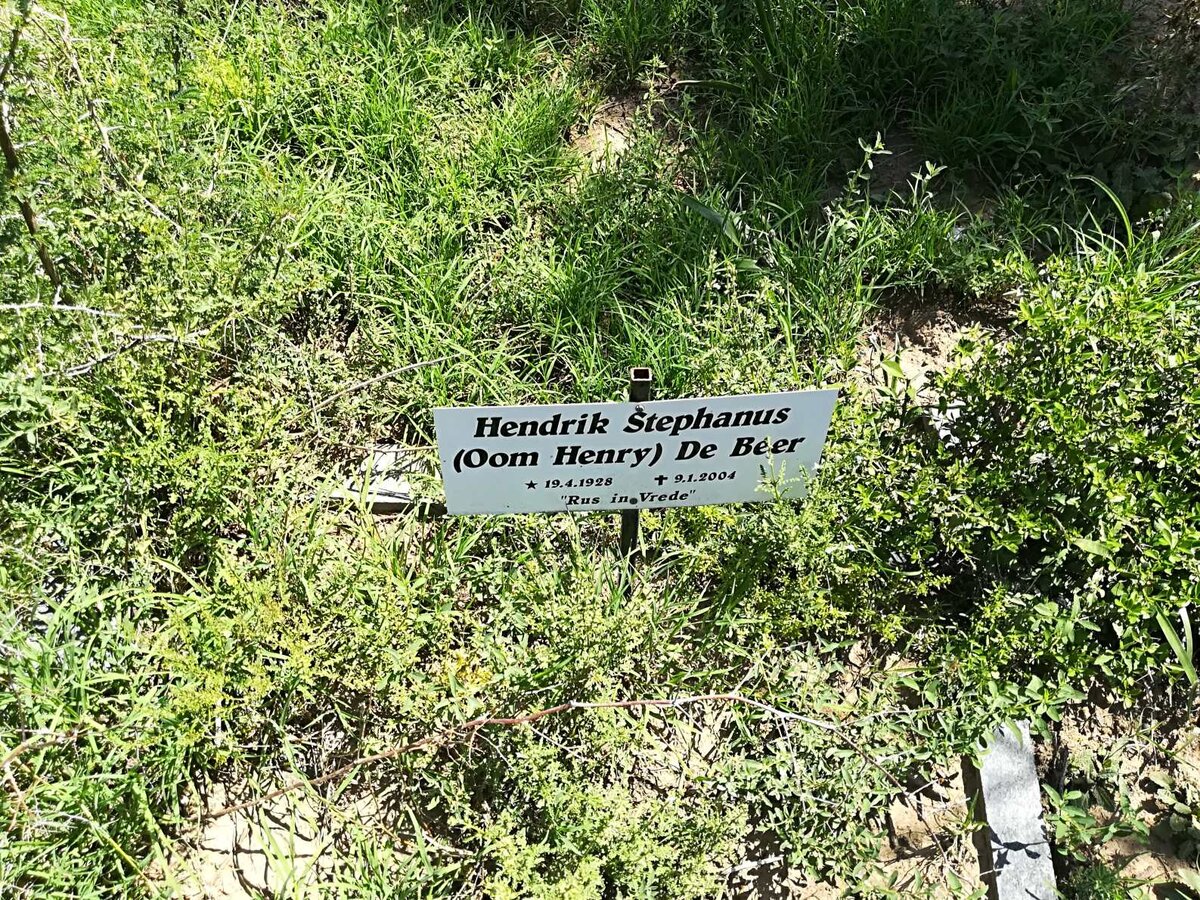 Hendrik Stephanus
(Oom Henry) De Beer
★ 19.4.1928 ✝ 9.1.2004
"Rus in Vrede"